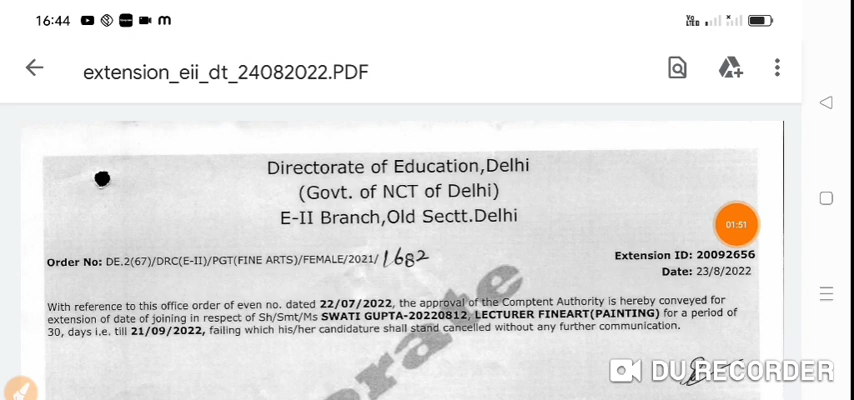 16:44
Vo LTE
extension_eii_dt_24082022.PDF
Directorate of Education,Delhi
(Govt. of NCT of Delhi)
E-II Branch,Old Sectt.Delhi
01:51
Order No: DE.2(67)/DRC(E-II)/PGT(FINE ARTS)/FEMALE/2021/1682
Extension ID: 20092656
Date: 23/8/2022
With reference to this office order of even no. dated 22/07/2022, the approval of the Comptent Authority is hereby conveyed for
extension of date of joining in respect of Sh/Smt/Ms SWATI GUPTA-20220812, LECTURER FINEART(PAINTING) for a period of
30, days i.e. till 21/09/2022, failing which his/her candidature shall stand cancelled without any further communication.
DU RECORDER